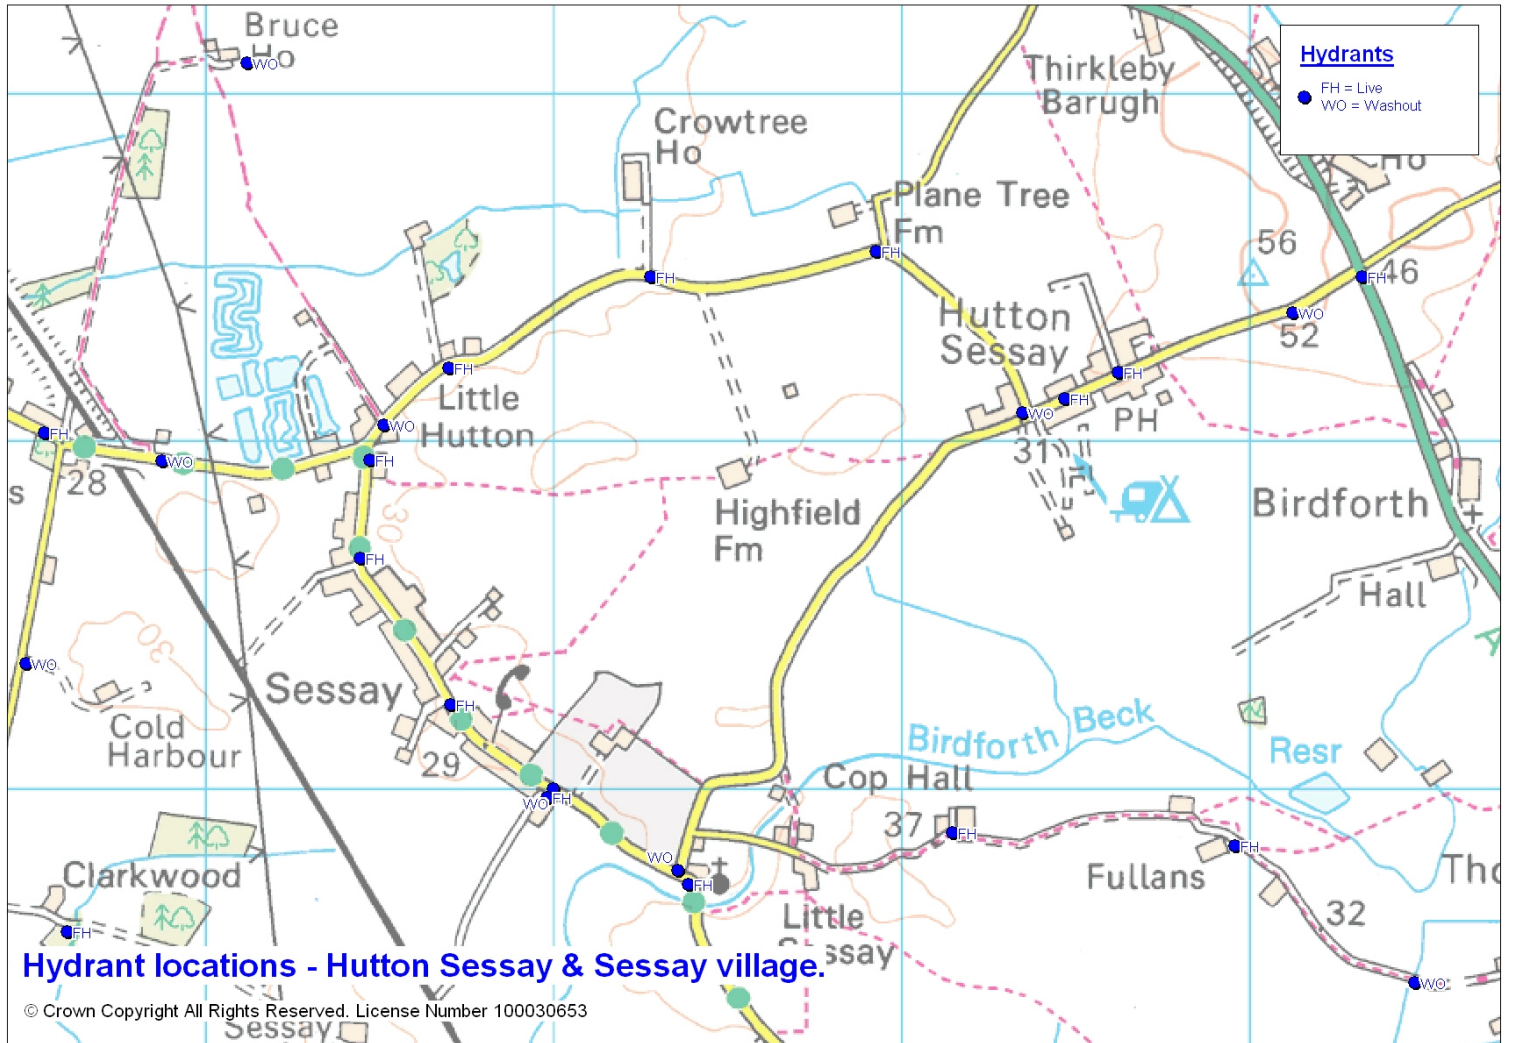 Bruce
Ho
WO
Thirkleby
Barugh
Hydrants
FH = Live
WO = Washout
Ho
Crowtree
Ho
Plane Tree
Fm
FH
FH
56
FH
46
WO
52
Hutton
Sessay
FH
FH
WO
PH
31
FH
Little
Hutton
WO
FH
FH
WO
28
s
30
Highfield
Fm
Birdforth
Hall
FH
30
WO
Sessay
FH
Cold
Harbour
29
Birdforth Beck
Resr
A
WO
FH
Cop Hall
37
FH
FH
Fullans
Tho
WO
FH
Clarkwood
FH
Little
Sessay
32
WO
Hydrant locations - Hutton Sessay & Sessay village.
© Crown Copyright All Rights Reserved. License Number 100030653
Sessay